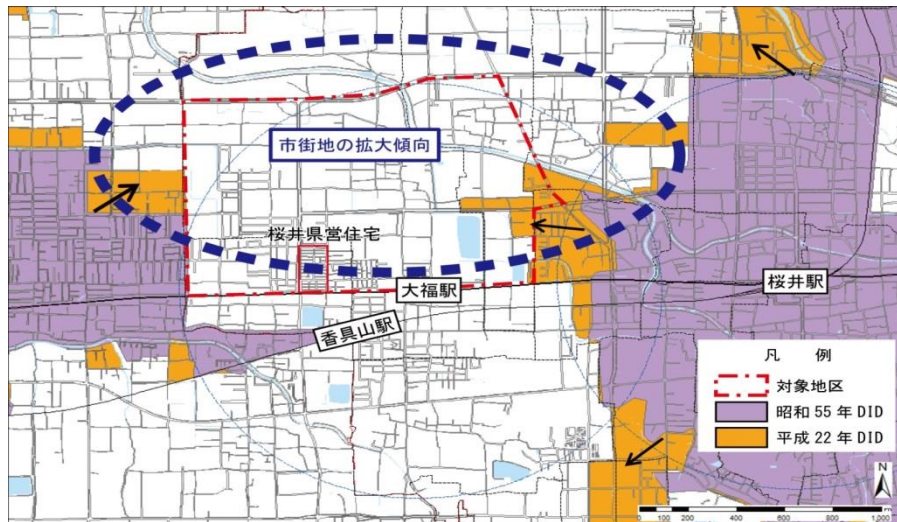 市街地の拡大傾向
桜井県営住宅
大福駅
桜井駅
香具山駅
凡 例
対象地区
昭和 55 年 DID
平成 22 年 DID
N
0 100 200 400 600 800 1,000